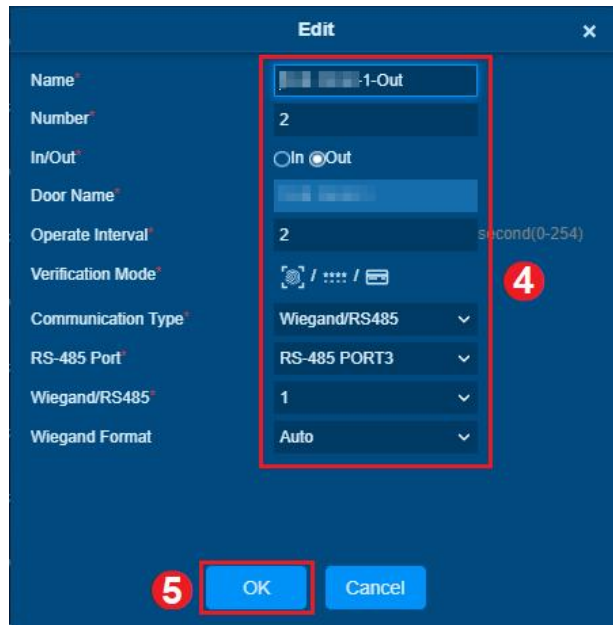 Edit ×
Name* -1-Out
Number* 2
In/Out* In Out
Door Name*
Operate Interval* 2 second(0-254)
Verification Mode* / /
4
Communication Type* Wiegand/RS485
RS-485 Port* RS-485 PORT3
Wiegand/RS485* 1
Wiegand Format Auto
5 OK Cancel